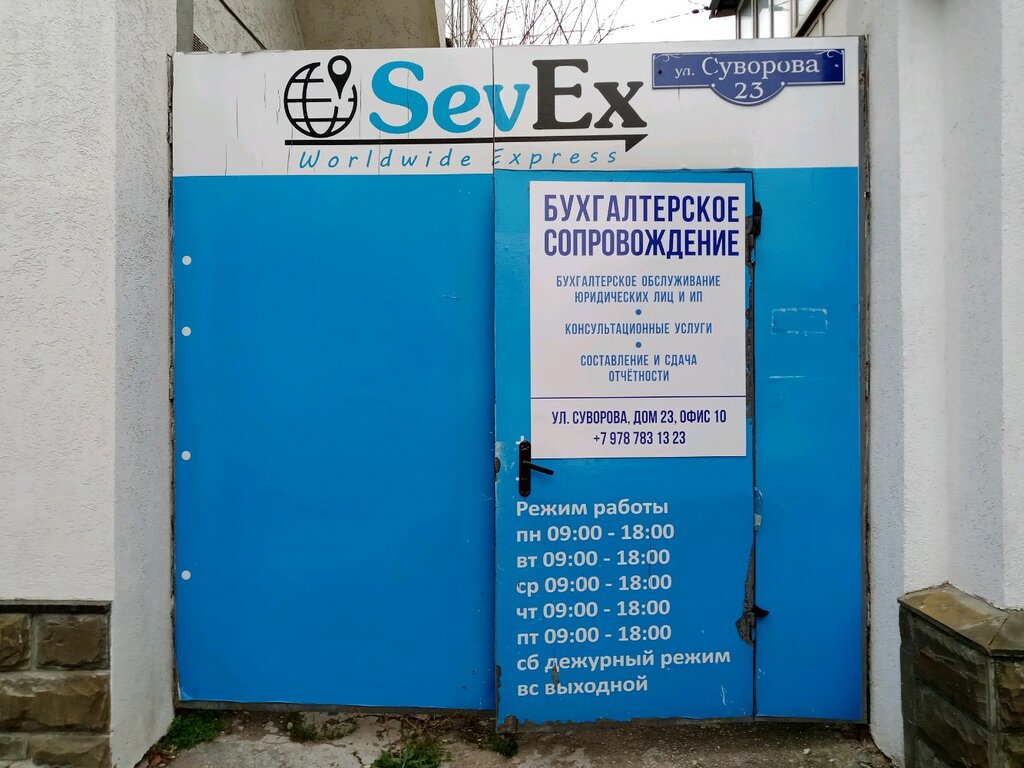 SevEx
Worldwide Express
ул. Суворова
23
БУХГАЛТЕРСКОЕ
СОПРОВОЖДЕНИЕ
БУХГАЛТЕРСКОЕ ОБСЛУЖИВАНИЕ
ЮРИДИЧЕСКИХ ЛИЦ И ИП
КОНСУЛЬТАЦИОННЫЕ УСЛУГИ
СОСТАВЛЕНИЕ И СДАЧА
ОТЧЁТНОСТИ
УЛ. СУВОРОВА, ДОМ 23, ОФИС 10
+7 978 783 13 23
Режим работы
пн 09:00 - 18:00
вт 09:00 - 18:00
ср 09:00 - 18:00
чт 09:00 - 18:00
пт 09:00 - 18:00
сб дежурный режим
вс выходной